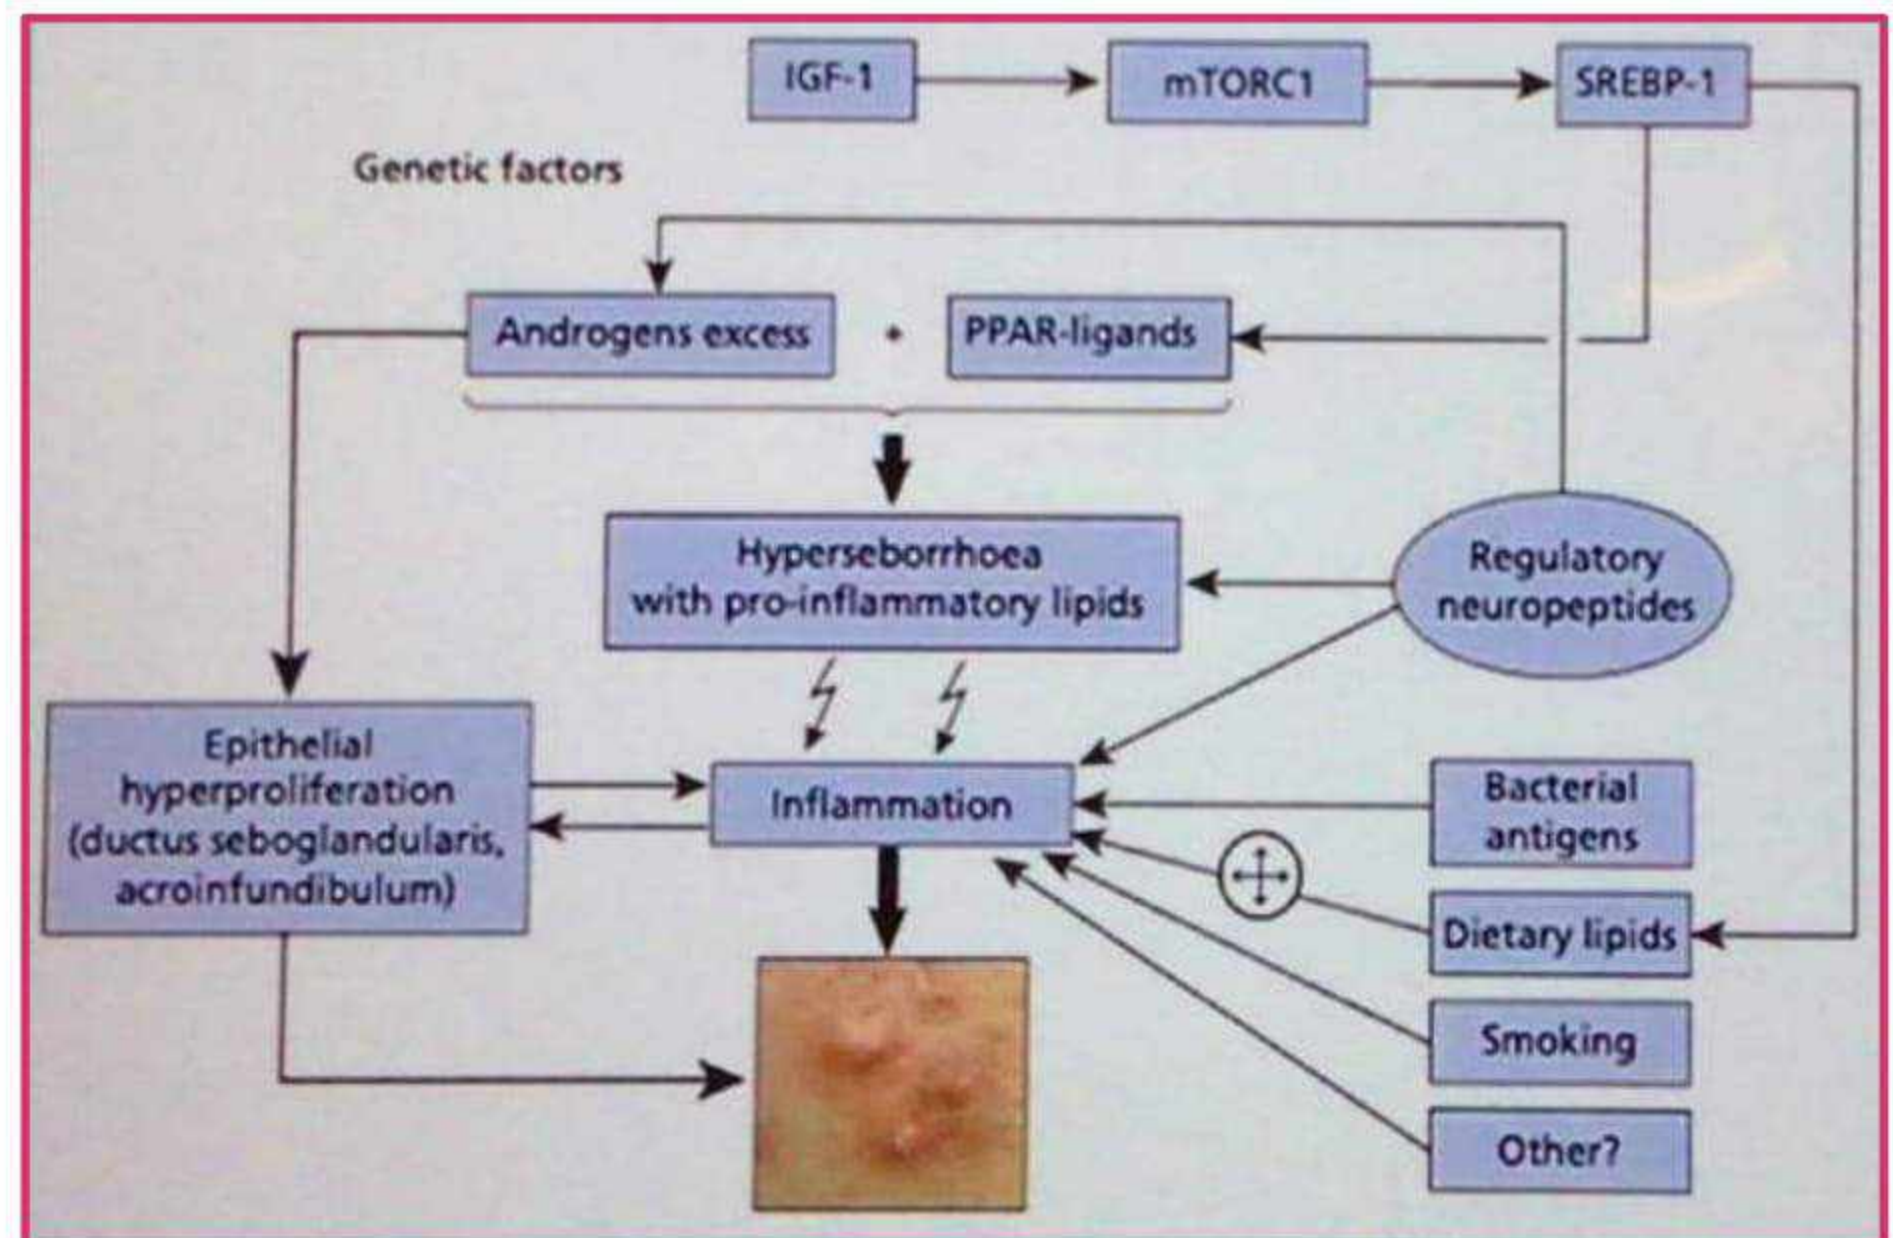 IGF-1
mTORC1
SREBP-1
Genetic factors
Androgens excess
PPAR-ligands
Hyperseborrhoea
with pro-inflammatory lipids
Regulatory
neuropeptides
Epithelial
hyperproliferation
(ductus seboglandularis,
acroinfundibulum)
Inflammation
Bacterial
antigens
Dietary lipids
Smoking
Other?